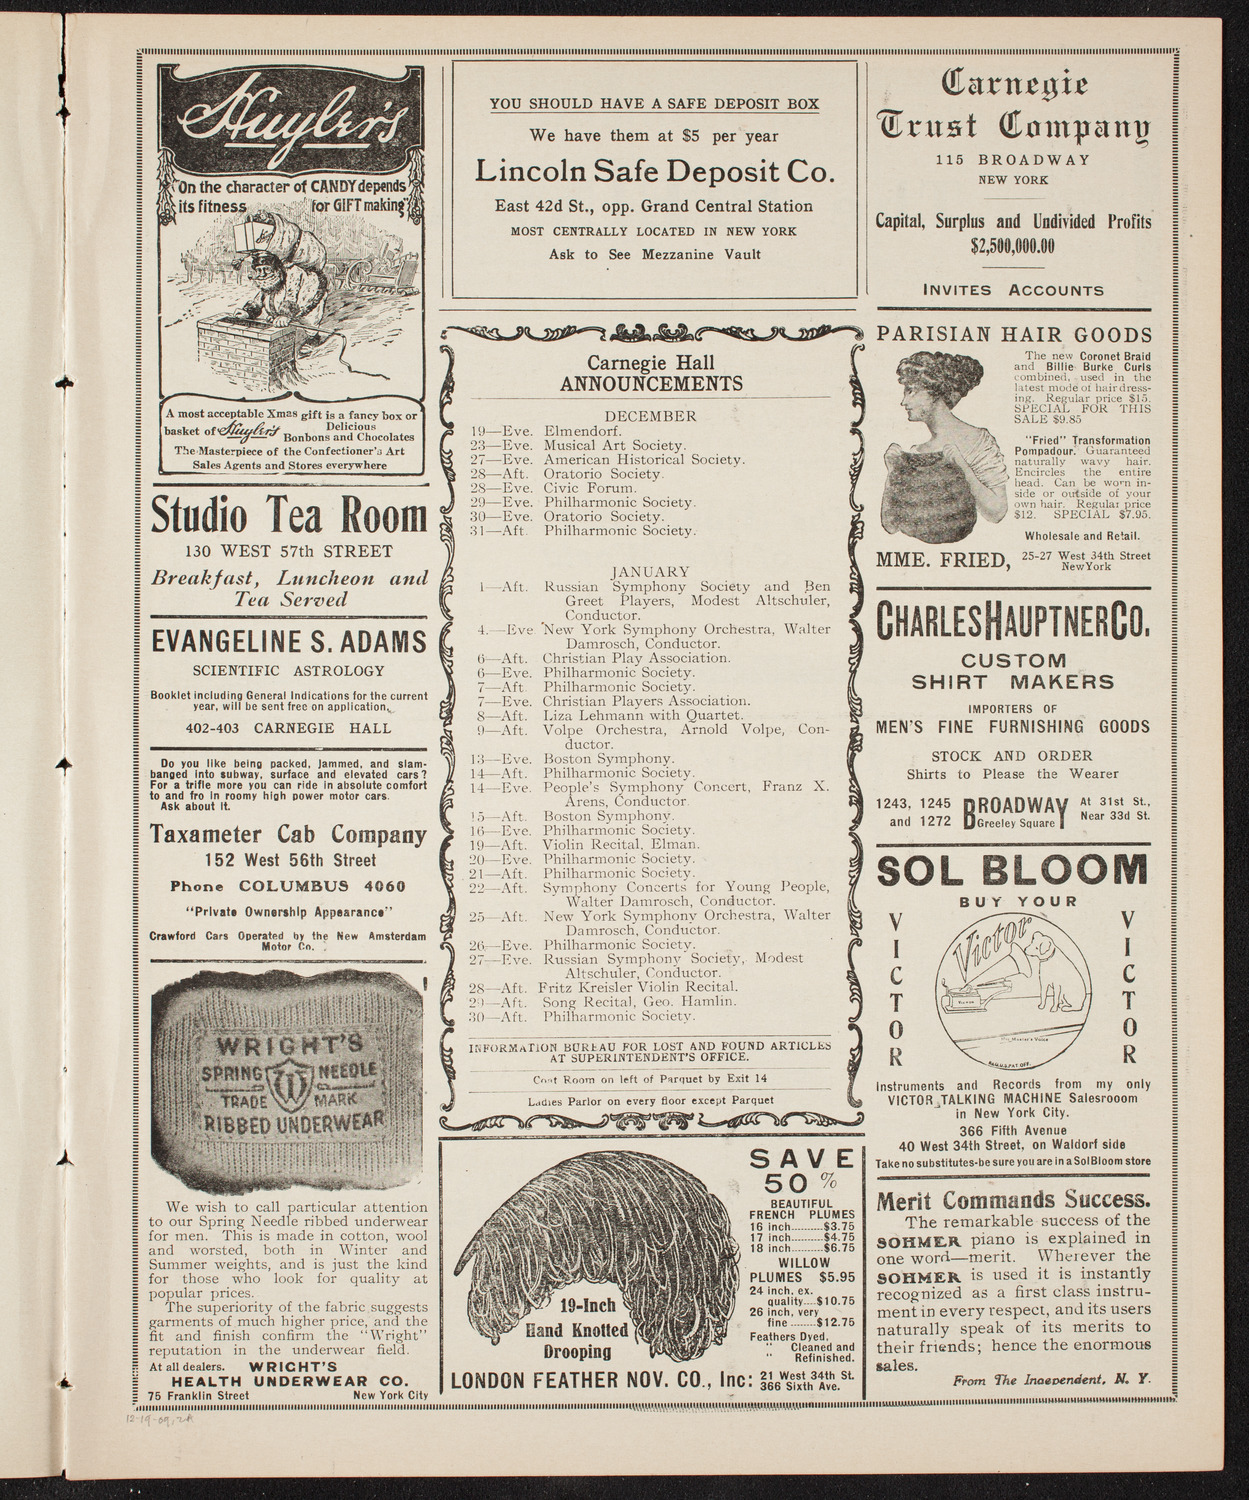 Huyler's
"On the character of CANDY depends
its fitness for GIFT making"
A most acceptable Xmas gift is a fancy box or
basket of Huyler's Delicious
Bonbons and Chocolates
The Masterpiece of the Confectioner's Art
Sales Agents and Stores everywhere
Studio Tea Room
130 WEST 57th STREET
Breakfast, Luncheon and
Tea Served
EVANGELINE S. ADAMS
SCIENTIFIC ASTROLOGY
Booklet including General Indications for the current
year, will be sent free on application.
402-403 CARNEGIE HALL
Do you like being packed, jammed, and slam-
banged into subway, surface and elevated cars?
For a trifle more you can ride in absolute comfort
to and fro in roomy high power motor cars.
Ask about it.
Taxameter Cab Company
152 West 56th Street
Phone COLUMBUS 4060
"Private Ownership Appearance"
Crawford Cars Operated by the New Amsterdam
Motor Co.
WRIGHT'S
SPRING NEEDLE
TRADE MARK
RIBBED UNDERWEAR
We wish to call particular attention
to our Spring Needle ribbed underwear
for men. This is made in cotton, wool
and worsted, both in Winter and
Summer weights, and is just the kind
for those who look for quality at
popular prices.
The superiority of the fabric suggests
garments of much higher price, and the
fit and finish confirm the "Wright"
reputation in the underwear field.
At all dealers. WRIGHT'S
HEALTH UNDERWEAR CO.
75 Franklin Street New York City
YOU SHOULD HAVE A SAFE DEPOSIT BOX
We have them at $5 per year
Lincoln Safe Deposit Co.
East 42d St., opp. Grand Central Station
MOST CENTRALLY LOCATED IN NEW YORK
Ask to See Mezzanine Vault
Carnegie Hall
ANNOUNCEMENTS
DECEMBER
19—Eve. Elmendorf.
23—Eve. Musical Art Society.
27—Eve. American Historical Society.
28—Aft. Oratorio Society.
28—Eve. Civic Forum.
29—Eve. Philharmonic Society.
30—Eve. Oratorio Society.
31—Aft. Philharmonic Society.
JANUARY
1—Aft. Russian Symphony Society and Ben
Greet Players, Modest Altschuler,
Conductor.
4.—Eve. New York Symphony Orchestra, Walter
Damrosch, Conductor.
6—Aft. Christian Play Association.
6—Eve. Philharmonic Society.
7—Aft. Philharmonic Society.
7—Eve. Christian Players Association.
8—Aft. Liza Lehmann with Quartet.
9—Aft. Volpe Orchestra, Arnold Volpe, Con-
ductor.
13—Eve. Boston Symphony.
14—Aft. Philharmonic Society.
14—Eve. People's Symphony Concert, Franz X.
Arens, Conductor.
15—Aft. Boston Symphony.
16—Eve. Philharmonic Society.
19—Aft. Violin Recital, Elman.
20—Eve. Philharmonic Society.
21—Aft. Philharmonic Society.
22—Aft. Symphony Concerts for Young People,
Walter Damrosch, Conductor.
25—Aft. New York Symphony Orchestra, Walter
Damrosch, Conductor.
26—Eve. Philharmonic Society.
27—Eve. Russian Symphony Society, Modest
Altschuler, Conductor.
28—Aft. Fritz Kreisler Violin Recital.
29—Aft. Song Recital, Geo. Hamlin.
30—Aft. Philharmonic Society.
INFORMATION BUREAU FOR LOST AND FOUND ARTICLES
AT SUPERINTENDENT'S OFFICE.
Coat Room on left of Parquet by Exit 14
Ladies Parlor on every floor except Parquet
19-Inch
Hand Knotted
Drooping
SAVE
50%
BEAUTIFUL
FRENCH PLUMES
16 inch..........$3.75
17 inch..........$4.75
18 inch..........$6.75
WILLOW
PLUMES $5.95
24 inch, ex.
quality....$10.75
26 inch, very
fine........$12.75
Feathers Dyed,
" Cleaned and
" Refinished.
LONDON FEATHER NOV. CO., Inc: 21 West 34th St.
366 Sixth Ave.
Carnegie
Trust Company
115 BROADWAY
NEW YORK
Capital, Surplus and Undivided Profits
$2,500,000.00
INVITES ACCOUNTS
PARISIAN HAIR GOODS
The new Coronet Braid
and Billie Burke Curls
combined, used in the
latest mode of hair dress-
ing. Regular price $15.
SPECIAL FOR THIS
SALE $9.85
"Fried" Transformation
Pompadour. Guaranteed
naturally wavy hair.
Encircles the entire
head. Can be worn in-
side or outside of your
own hair. Regular price
$12. SPECIAL $7.95.
Wholesale and Retail.
MME. FRIED, 25-27 West 34th Street
New York
CHARLES HAUPTNER CO.
CUSTOM
SHIRT MAKERS
IMPORTERS OF
MEN'S FINE FURNISHING GOODS
STOCK AND ORDER
Shirts to Please the Wearer
1243, 1245 and 1272 BROADWAY Greeley Square At 31st St., Near 33d St.
SOL BLOOM
BUY YOUR
VICTOR
Victor
His Master's Voice
REG. U.S. PAT. OFF.
VICTOR
Instruments and Records from my only
VICTOR TALKING MACHINE Salesrooom
in New York City.
366 Fifth Avenue
40 West 34th Street, on Waldorf side
Take no substitutes-be sure you are in a Sol Bloom store
Merit Commands Success.
The remarkable success of the
SOHMER piano is explained in
one word—merit. Wherever the
SOHMER is used it is instantly
recognized as a first class instru-
ment in every respect, and its users
naturally speak of its merits to
their friends; hence the enormous
sales.
From The Independent, N. Y.
12-19-09, 2A